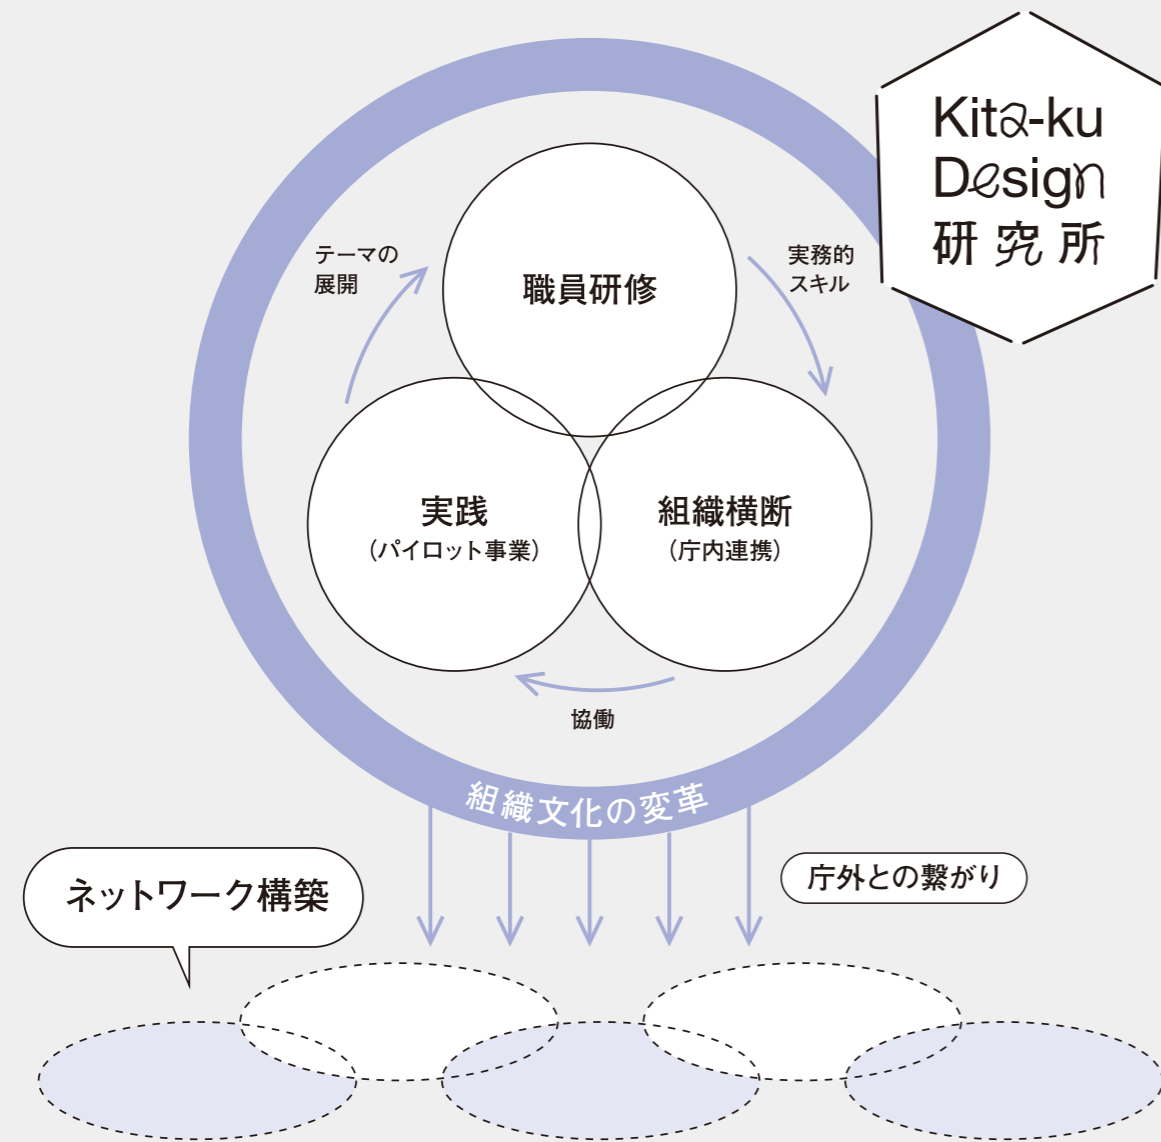 Kita-ku
Design
研究所
テーマの
展開
実務的
スキル
職員研修
実践
（パイロット事業）
組織横断
（庁内連携）
協働
組織文化の変革
ネットワーク構築
庁外との繋がり